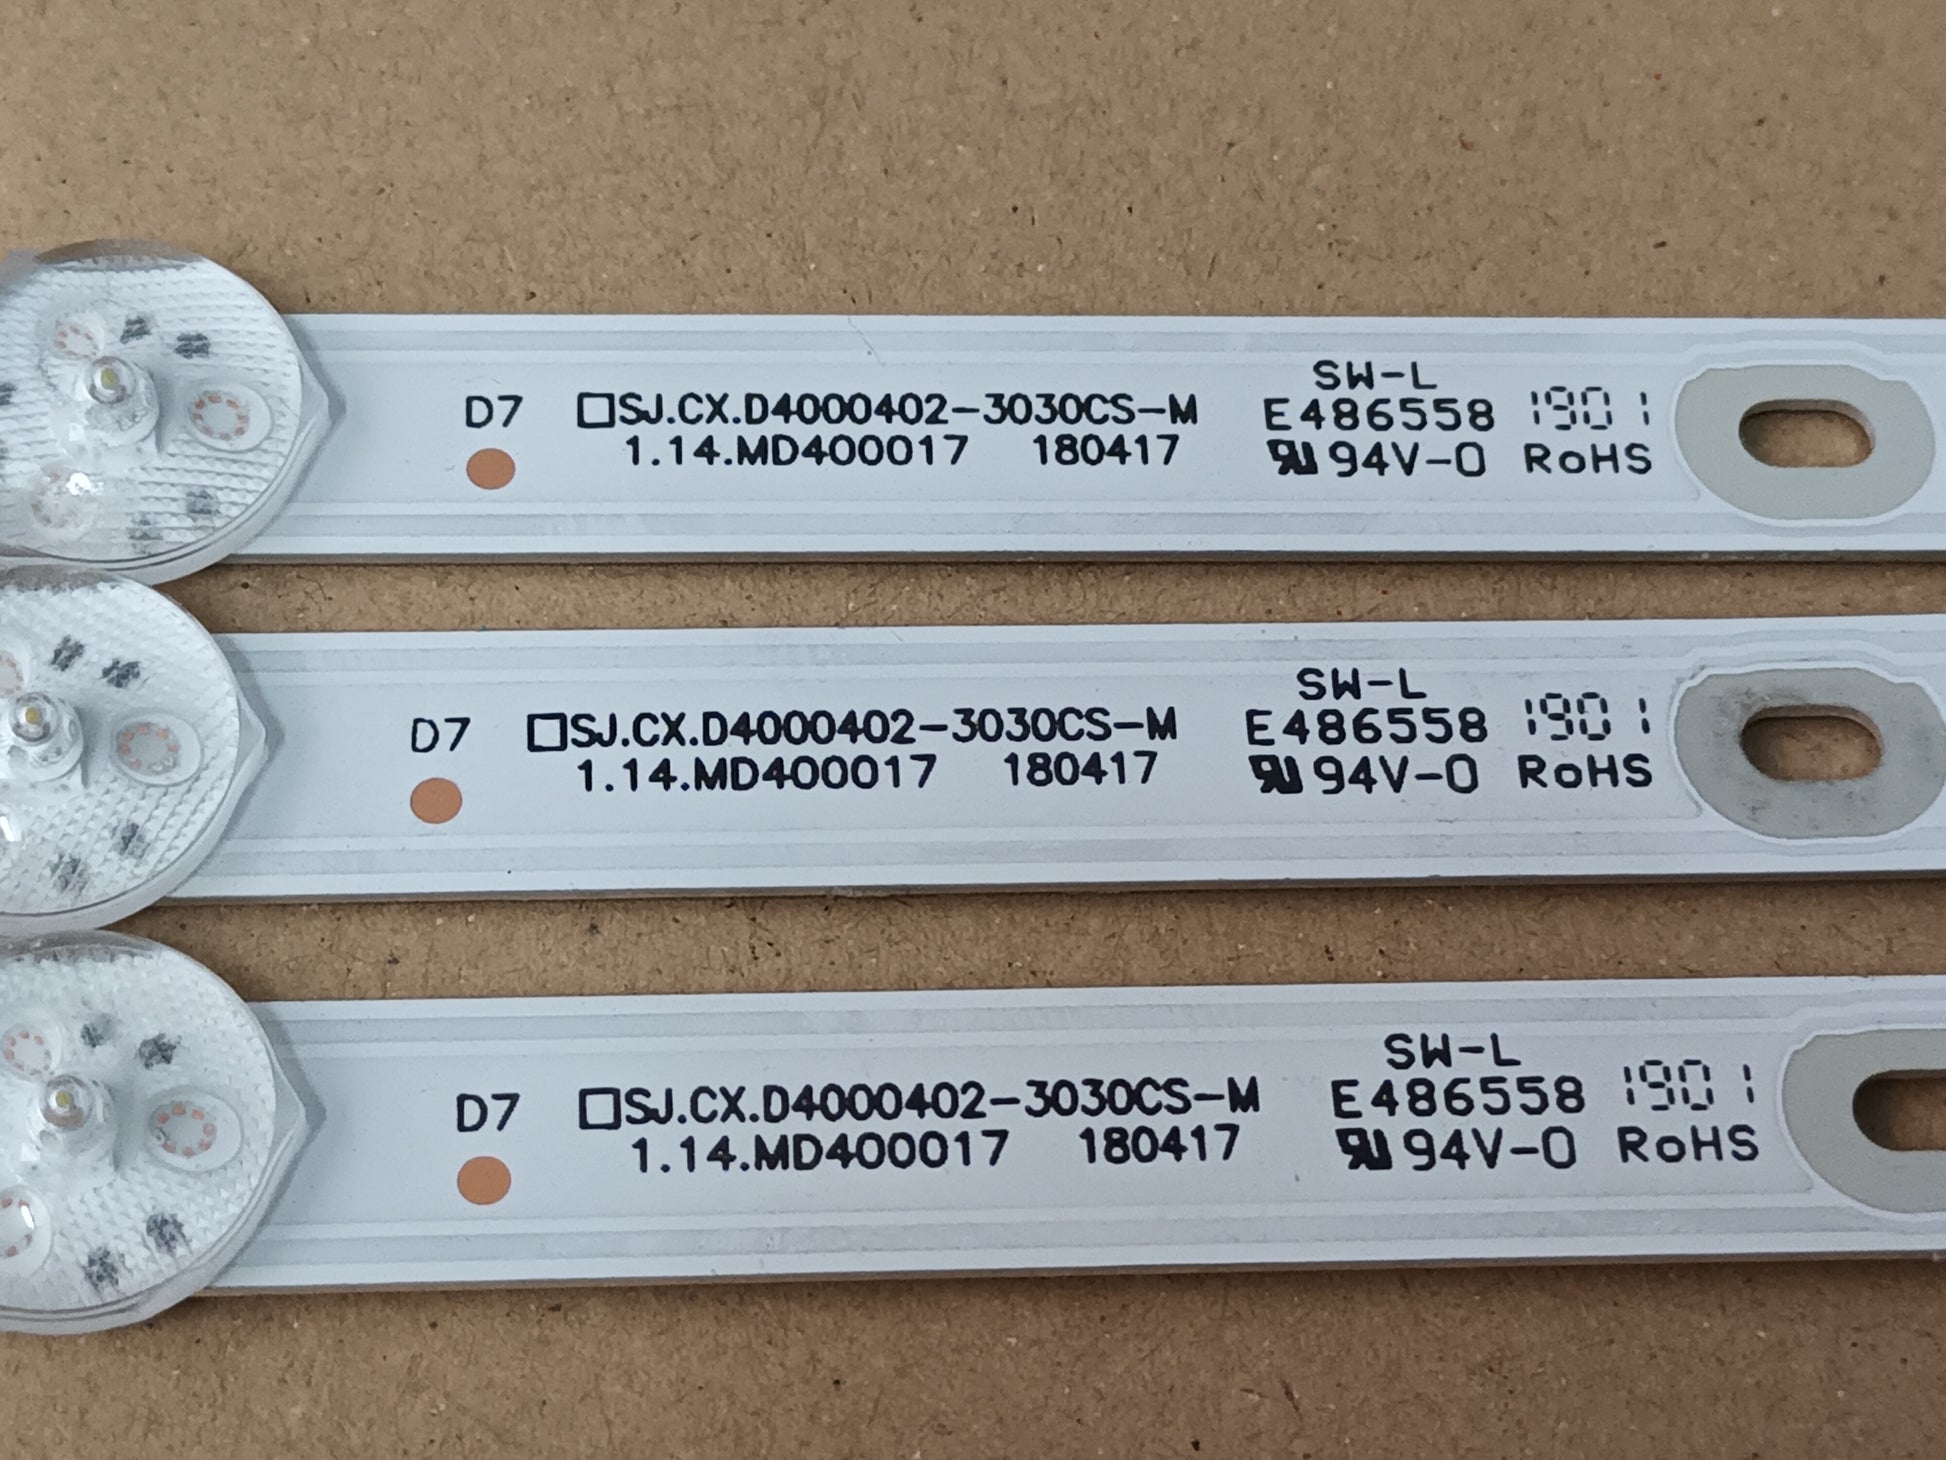 SW-L
D7 □SJ.CX.D4000402-3030CS-M E486558 1901
1.14.MD400017 180417 94V-0 RoHS
SW-L
D7 □SJ.CX.D4000402-3030CS-M E486558 1901
1.14.MD400017 180417 94V-0 RoHS
SW-L
D7 □SJ.CX.D4000402-3030CS-M E486558 1901
1.14.MD400017 180417 94V-0 RoHS